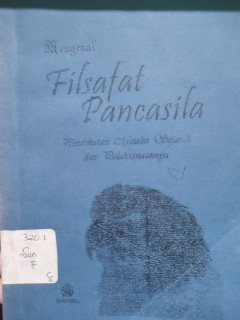 Mengenal
Filsafat
Pancasila
Pendekatan Melalui Sejarah
dan Pelaksanaannya
320.1
Sun
F